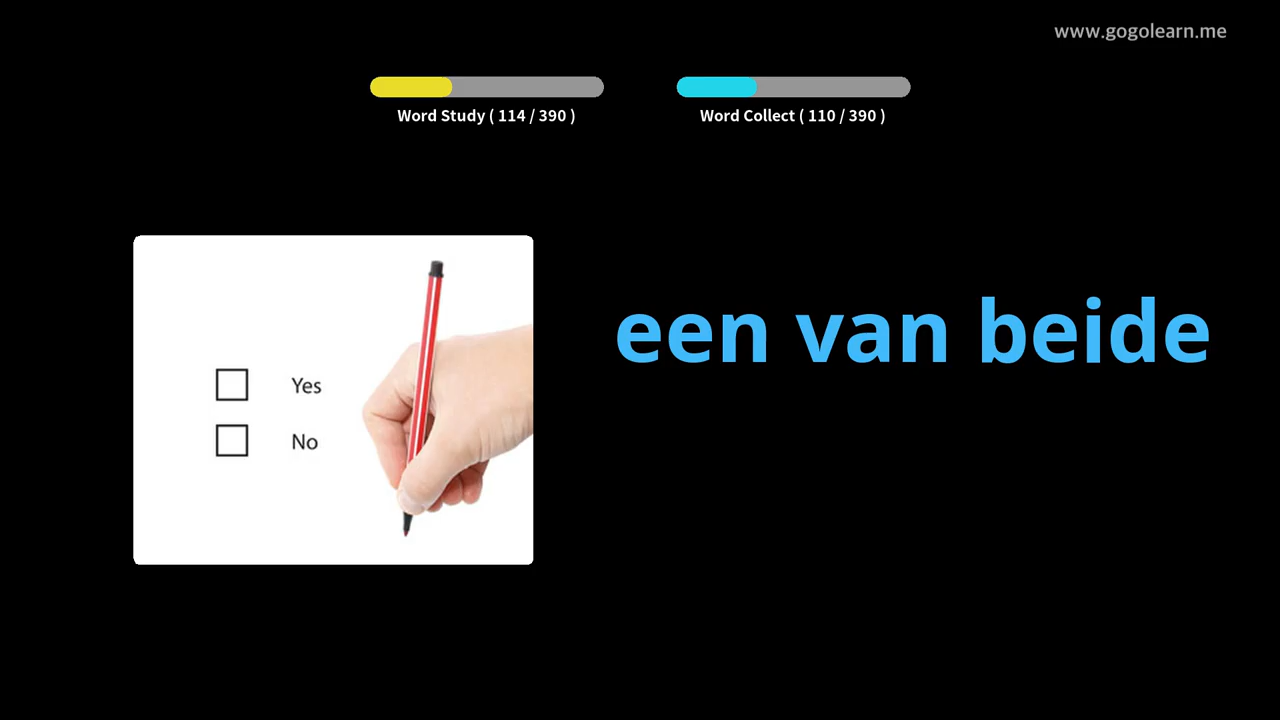 www.gogolearn.me
Word Study ( 114 / 390 )
Word Collect ( 110 / 390 )
een van beide
Yes
No